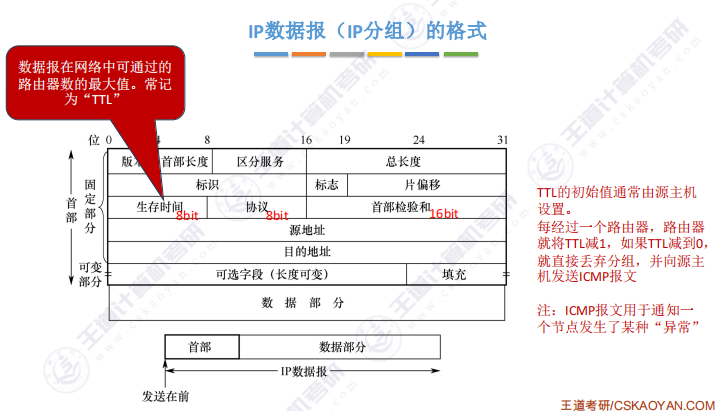 IP数据报（IP分组）的格式
数据报在网络中可通过的
路由器数的最大值。常记
为“TTL”
位 0 4 8 16 19 24 31
版本 首部长度 区分服务 总长度
标识 标志 片偏移
生存时间 8bit 协议 8bit 首部检验和 16bit
源地址
目的地址
可选字段（长度可变） 填充
数 据 部 分
首部
固定部分
可变
部分
首部 数据部分
IP数据报
发送在前
TTL的初始值通常由源主机
设置。
每经过一个路由器，路由器
就将TTL减1，如果TTL减到0，
就直接丢弃分组，并向源主
机发送ICMP报文
注：ICMP报文用于通知一
个节点发生了某种“异常”
王道考研/CSKAOYAN.COM
王道计算机考研
www.cskaoyan.com